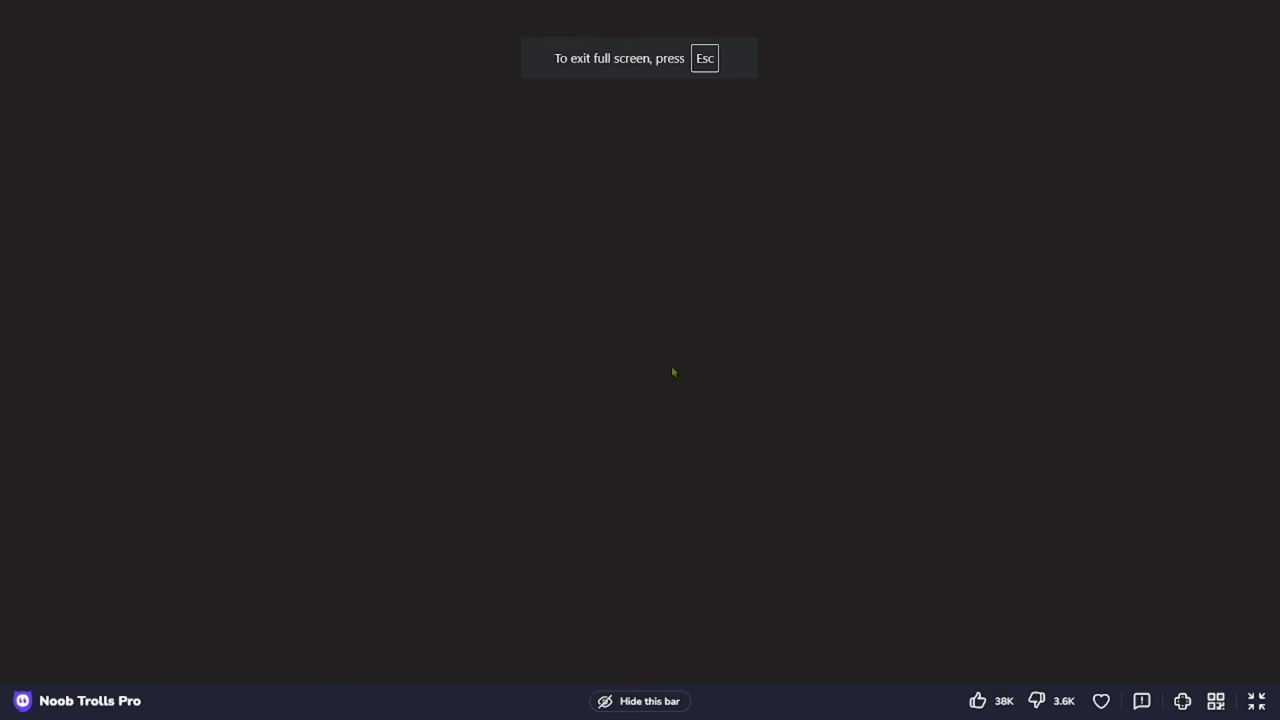 To exit full screen, press Esc
Noob Trolls Pro
Hide this bar
38K
3.6K